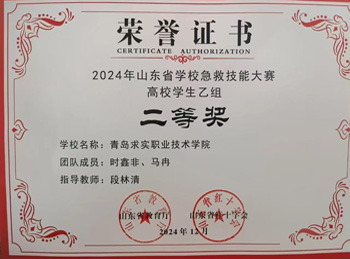 荣誉证书
CERTIFICATE AUTHORIZATION
2024年山东省学校急救技能大赛
高校学生乙组
二等奖
学校名称：青岛求实职业技术学院
团队成员：时鑫非、马冉
指导教师：段林清
山东省教育厅 山东省红十字会
2024年12月